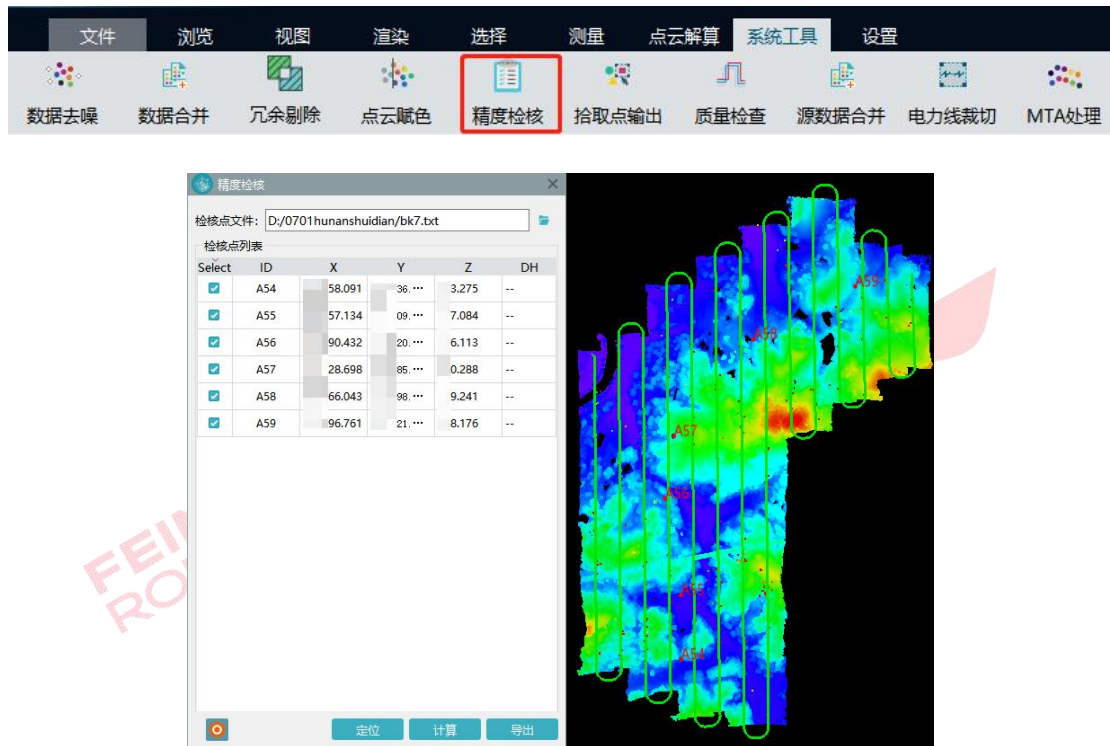 文件 浏览 视图 渲染 选择 测量 点云解算 系统工具 设置
数据去噪 数据合并 冗余剔除 点云赋色 精度检核 拾取点输出 质量检查 源数据合并 电力线裁切 MTA处理
精度检核
检核点文件: D:/0701hunanshuidian/bk7.txt
检核点列表
Select ID X Y Z DH
A54 58.091 36. ··· 3.275 --
A55 57.134 09. ··· 7.084 --
A56 90.432 20. ··· 6.113 --
A57 28.698 85. ··· 0.288 --
A58 66.043 98. ··· 9.241 --
A59 96.761 21. ··· 8.176 --
定位 计算 导出
A59
A58
A57
A56
A55
A54